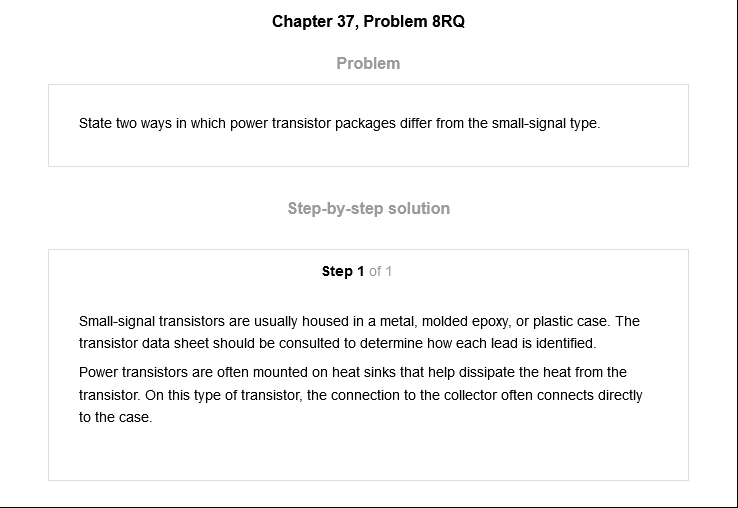 Chapter 37, Problem 8RQ
Problem
State two ways in which power transistor packages differ from the small-signal type.
Step-by-step solution
Step 1 of 1
Small-signal transistors are usually housed in a metal, molded epoxy, or plastic case. The
transistor data sheet should be consulted to determine how each lead is identified.
Power transistors are often mounted on heat sinks that help dissipate the heat from the
transistor. On this type of transistor, the connection to the collector often connects directly
to the case.